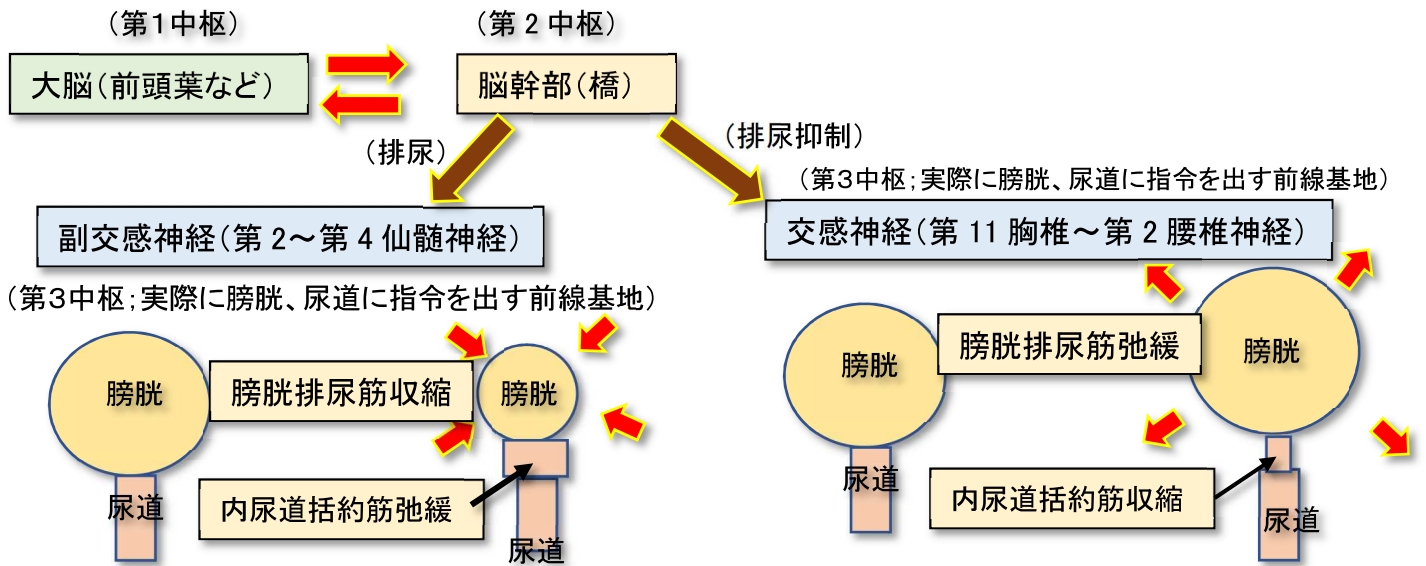 （第１中枢）
（第２中枢）
大脳（前頭葉など）
脳幹部（橋）
（排尿）
（排尿抑制）
（第３中枢；実際に膀胱、尿道に指令を出す前線基地）
副交感神経（第２～第４仙髄神経）
交感神経（第 11 胸椎～第２腰椎神経）
（第３中枢；実際に膀胱、尿道に指令を出す前線基地）
膀胱
膀胱排尿筋収縮
膀胱
尿道
内尿道括約筋弛緩
尿道
膀胱
膀胱排尿筋弛緩
膀胱
尿道
内尿道括約筋収縮
尿道